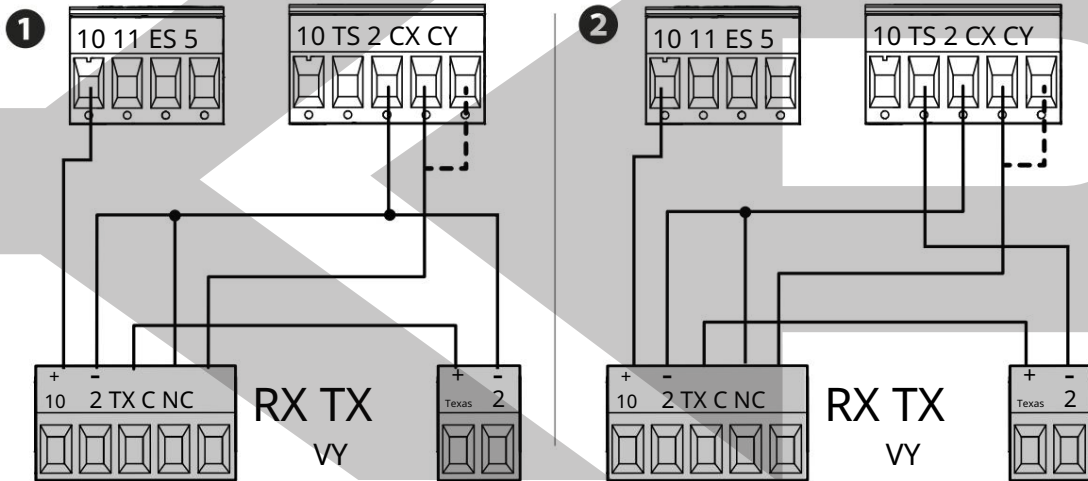 1
10 11 ES 5
10 TS 2 CX CY
+ -
10 2 TX C NC
RX TX
VY
+ -
Texas 2
2
10 11 ES 5
10 TS 2 CX CY
+ -
10 2 TX C NC
RX TX
VY
+ -
Texas 2